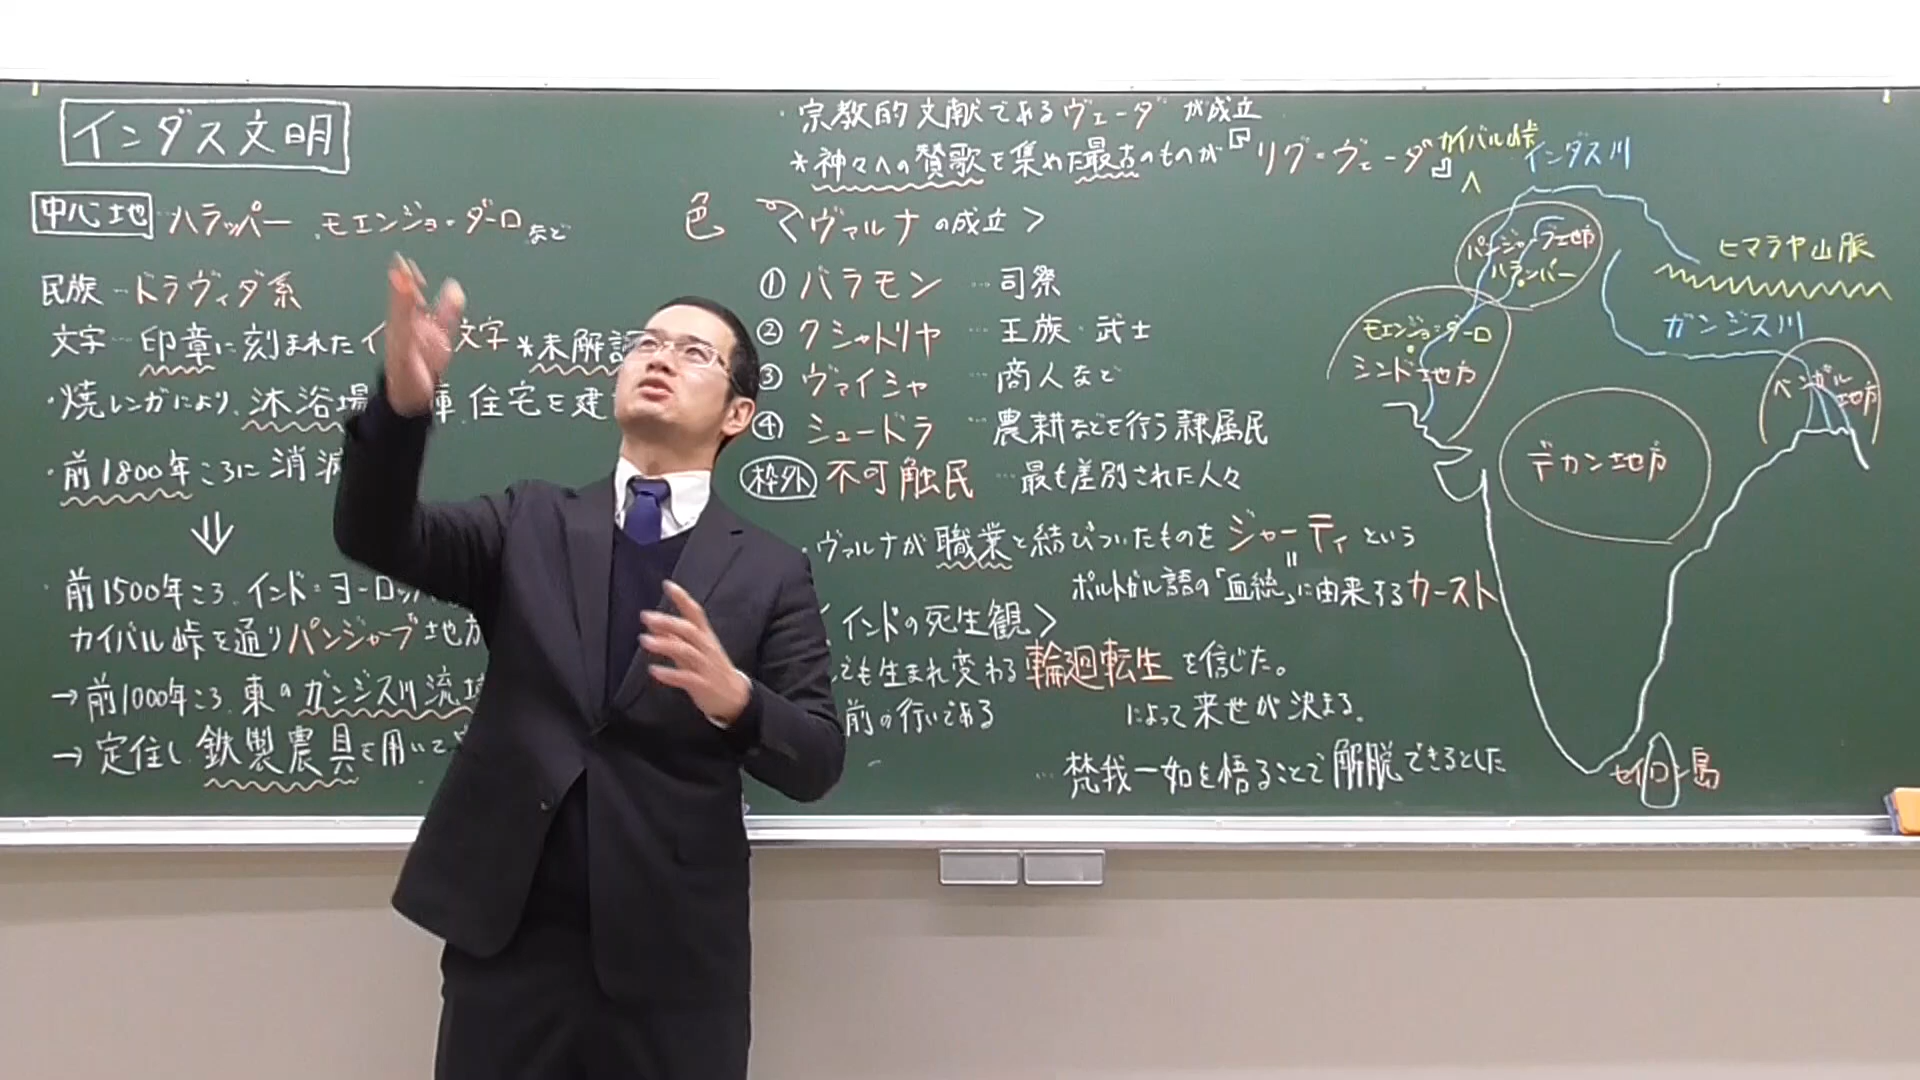 インダス文明
中心地 … ハラッパー モエンジョ=ダーロ など
民族 … ドラヴィダ系
文字 … 印章に刻まれたイ 文字 *未解
・焼レンガにより、沐浴場 庫 住宅を建
・前1800年ころに消滅
⇓
・前1500年ころ、インド=ヨーロッ
カイバル峠を通りパンジャーブ地方
→前1000年ころ、東のガンジス川流域
→定住し、鉄製農具を用いて
・宗教的文献であるヴェーダが成立
*神々への賛歌を集めた最古のものが『リグ=ヴェーダ』
色 <ヴァルナの成立>
① バラモン … 司祭
② クシャトリヤ … 王族・武士
③ ヴァイシャ … 商人など
④ シュードラ … 農耕などを行う隷属民
枠外 不可触民 … 最も差別された人々
・ヴァルナが職業と結びついたものをジャーティという
=
ポルトガル語の「血統」に由来するカースト
インドの死生観>
ても生まれ変わる輪廻転生を信じた。
前の行いである によって来世が決まる。
… 梵我一如を悟ることで解脱できるとした
カイバル峠
^
インダス川
パンジャーブ地方
ハラッパー
ヒマラヤ山脈
ガンジス川
モエンジョ=ダーロ
シンド地方
ベンガル地方
デカン地方
セイロン島